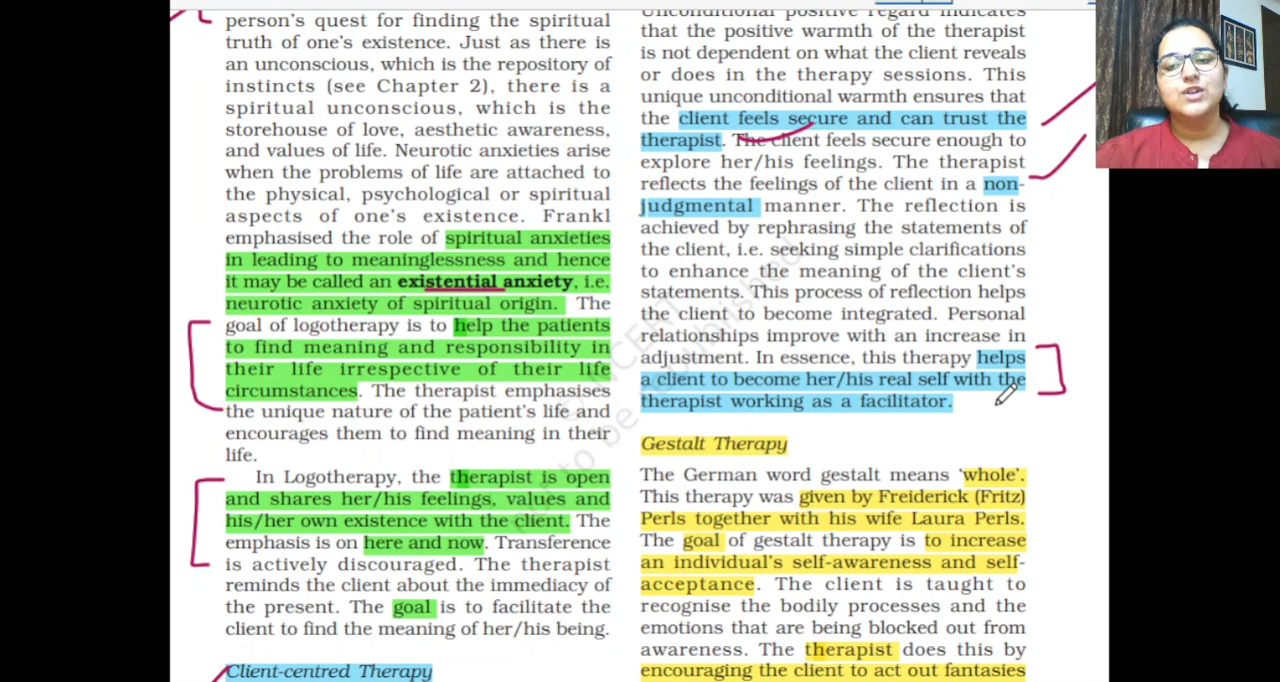 person's quest for finding the spiritual
truth of one's existence. Just as there is
an unconscious, which is the repository of
instincts (see Chapter 2), there is a
spiritual unconscious, which is the
storehouse of love, aesthetic awareness,
and values of life. Neurotic anxieties arise
when the problems of life are attached to
the physical, psychological or spiritual
aspects of one's existence. Frankl
emphasised the role of spiritual anxieties
in leading to meaninglessness and hence
it may be called an existential anxiety, i.e.
neurotic anxiety of spiritual origin. The
goal of logotherapy is to help the patients
to find meaning and responsibility in
their life irrespective of their life
circumstances. The therapist emphasises
the unique nature of the patient's life and
encourages them to find meaning in their
life.
In Logotherapy, the therapist is open
and shares her/his feelings, values and
his/her own existence with the client. The
emphasis is on here and now. Transference
is actively discouraged. The therapist
reminds the client about the immediacy of
the present. The goal is to facilitate the
client to find the meaning of her/his being.
Client-centred Therapy
Unconditional positive regard indicates
that the positive warmth of the therapist
is not dependent on what the client reveals
or does in the therapy sessions. This
unique unconditional warmth ensures that
the client feels secure and can trust the
therapist. The client feels secure enough to
explore her/his feelings. The therapist
reflects the feelings of the client in a non-
judgmental manner. The reflection is
achieved by rephrasing the statements of
the client, i.e. seeking simple clarifications
to enhance the meaning of the client's
statements. This process of reflection helps
the client to become integrated. Personal
relationships improve with an increase in
adjustment. In essence, this therapy helps
a client to become her/his real self with the
therapist working as a facilitator.
Gestalt Therapy
The German word gestalt means 'whole'.
This therapy was given by Freiderick (Fritz)
Perls together with his wife Laura Perls.
The goal of gestalt therapy is to increase
an individual's self-awareness and self-
acceptance. The client is taught to
recognise the bodily processes and the
emotions that are being blocked out from
awareness. The therapist does this by
encouraging the client to act out fantasies
© NCERT
not to be republished